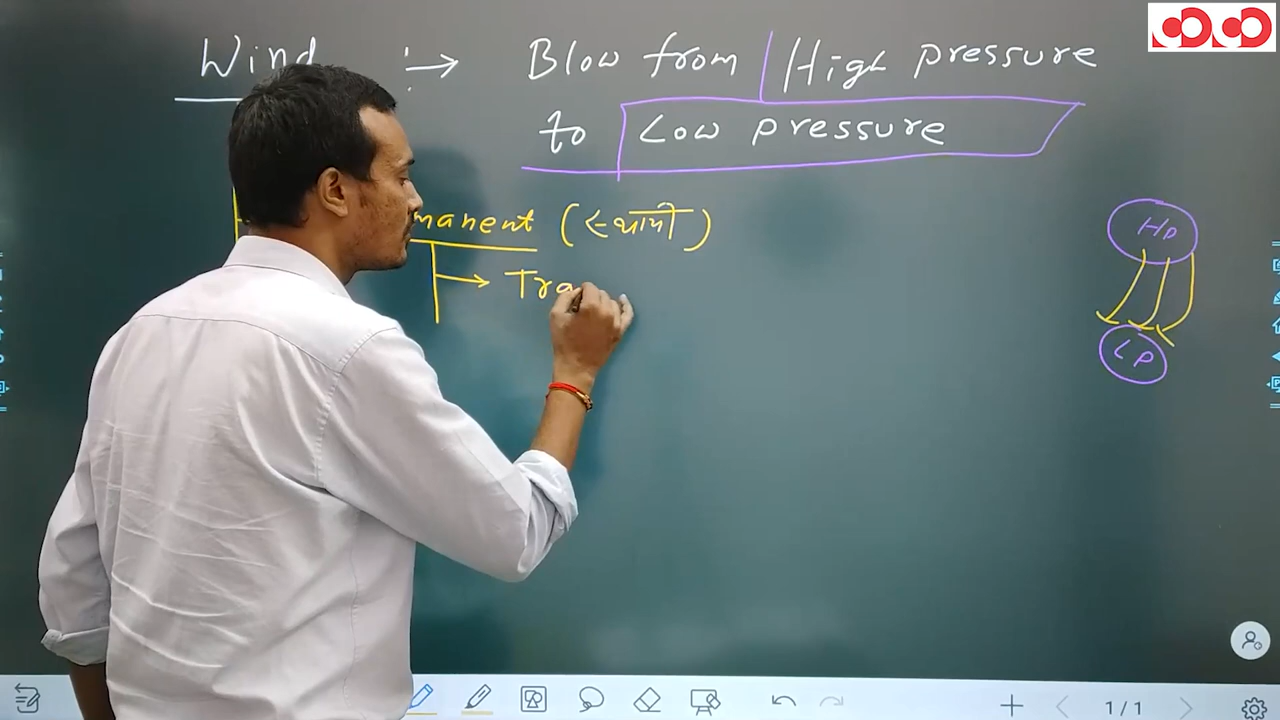 Wind :→ Blow from High pressure
to Low pressure
manent (स्थायी)
→ Tra
HP
LP
1 / 1